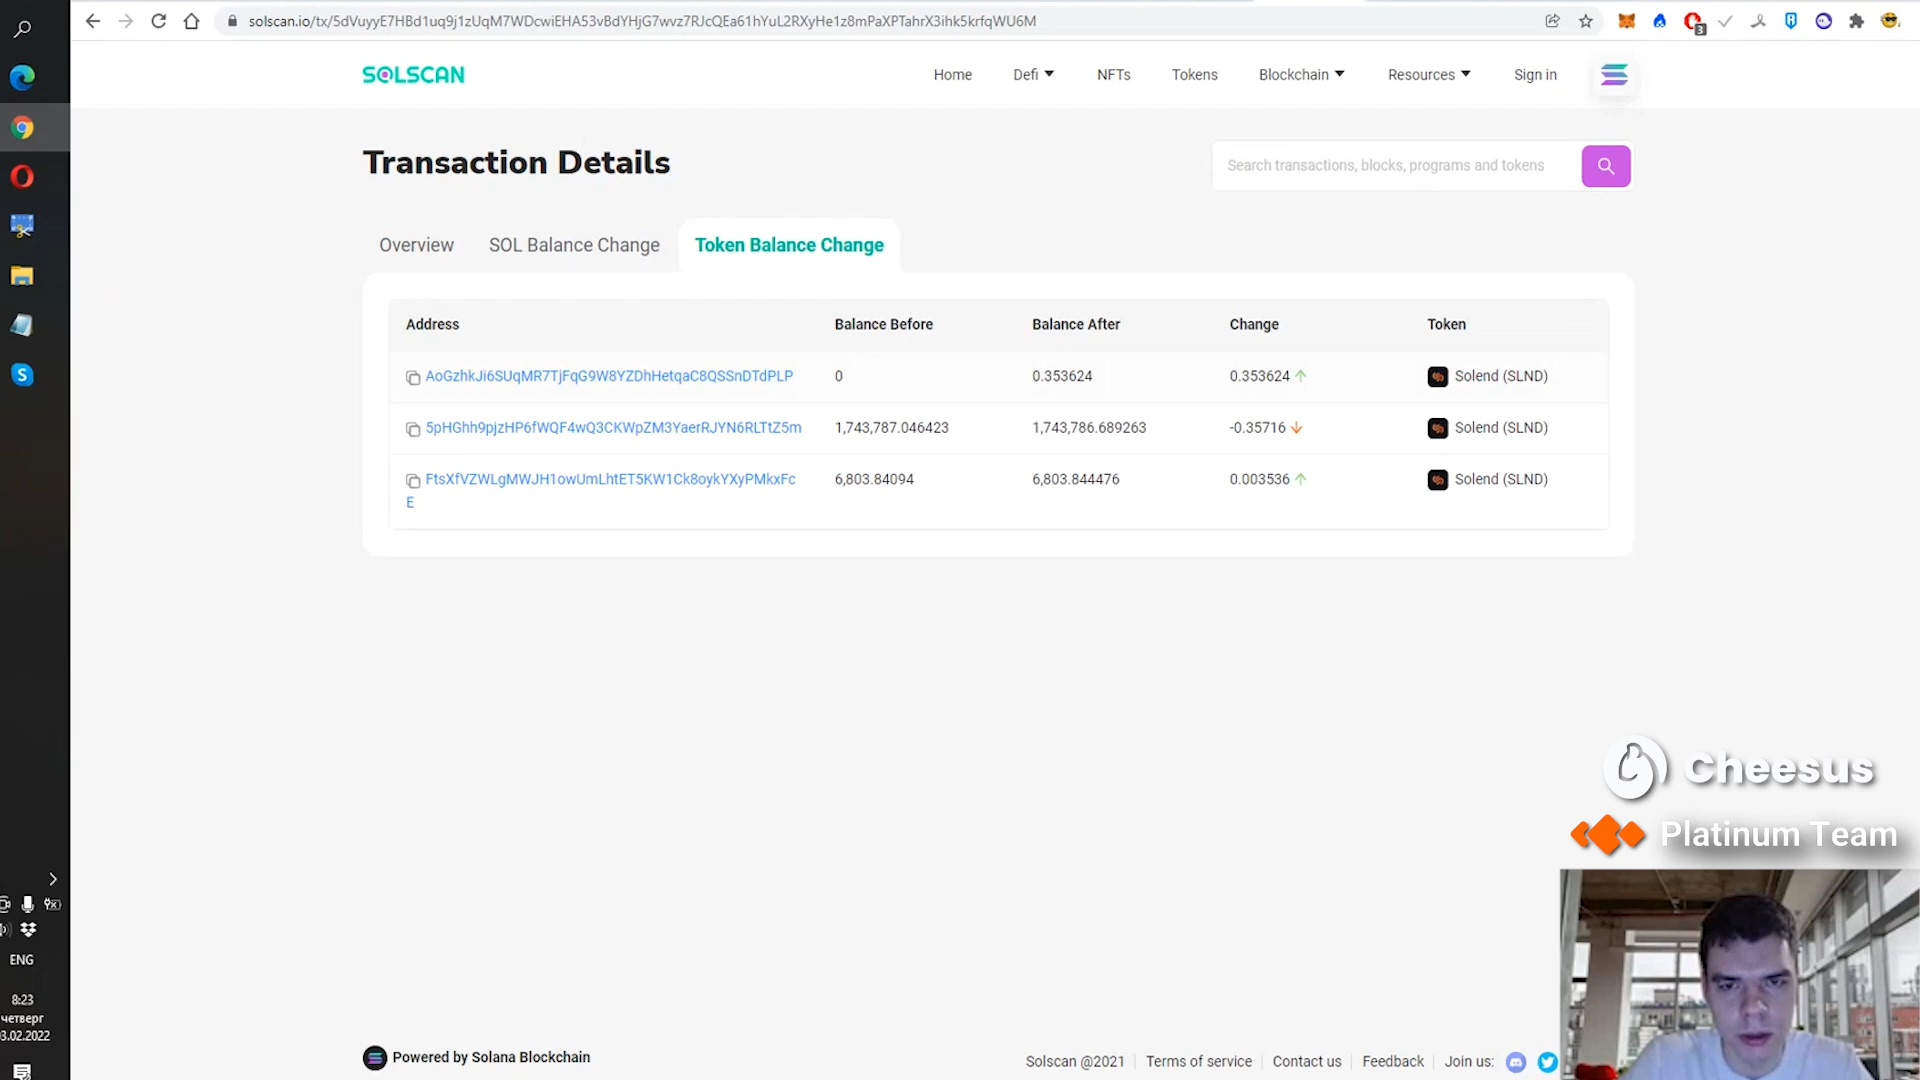 solscan.io/tx/5dVuyyE7HBd1uq9j1zUqM7WDcwiEHA53vBdYHjG7wvz7RJcQEa61hYuL2RXyHe1z8mPaXPTahrX3ihk5krfqWU6M
3
SOLSCAN
Home
Defi
NFTs
Tokens
Blockchain
Resources
Sign in
Transaction Details
Search transactions, blocks, programs and tokens
Overview
SOL Balance Change
Token Balance Change
Address Balance Before Balance After Change Token
AoGzhkJi6SUqMR7TjFqG9W8YZDhHetqaC8QSSnDTdPLP 0 0.353624 0.353624 Solend (SLND)
5pHGhh9pjzHP6fWQF4wQ3CKWpZM3YaerRJYN6RLTtZ5m 1,743,787.046423 1,743,786.689263 -0.35716 Solend (SLND)
FtsXfVZWLgMWJH1owUmLhtET5KW1Ck8oykYXyPMkxFc 6,803.84094 6,803.844476 0.003536 Solend (SLND)
E
Cheesus
Platinum Team
ENG
8:23
четверг
3.02.2022
Powered by Solana Blockchain
Solscan @2021
Terms of service
Contact us
Feedback
Join us: